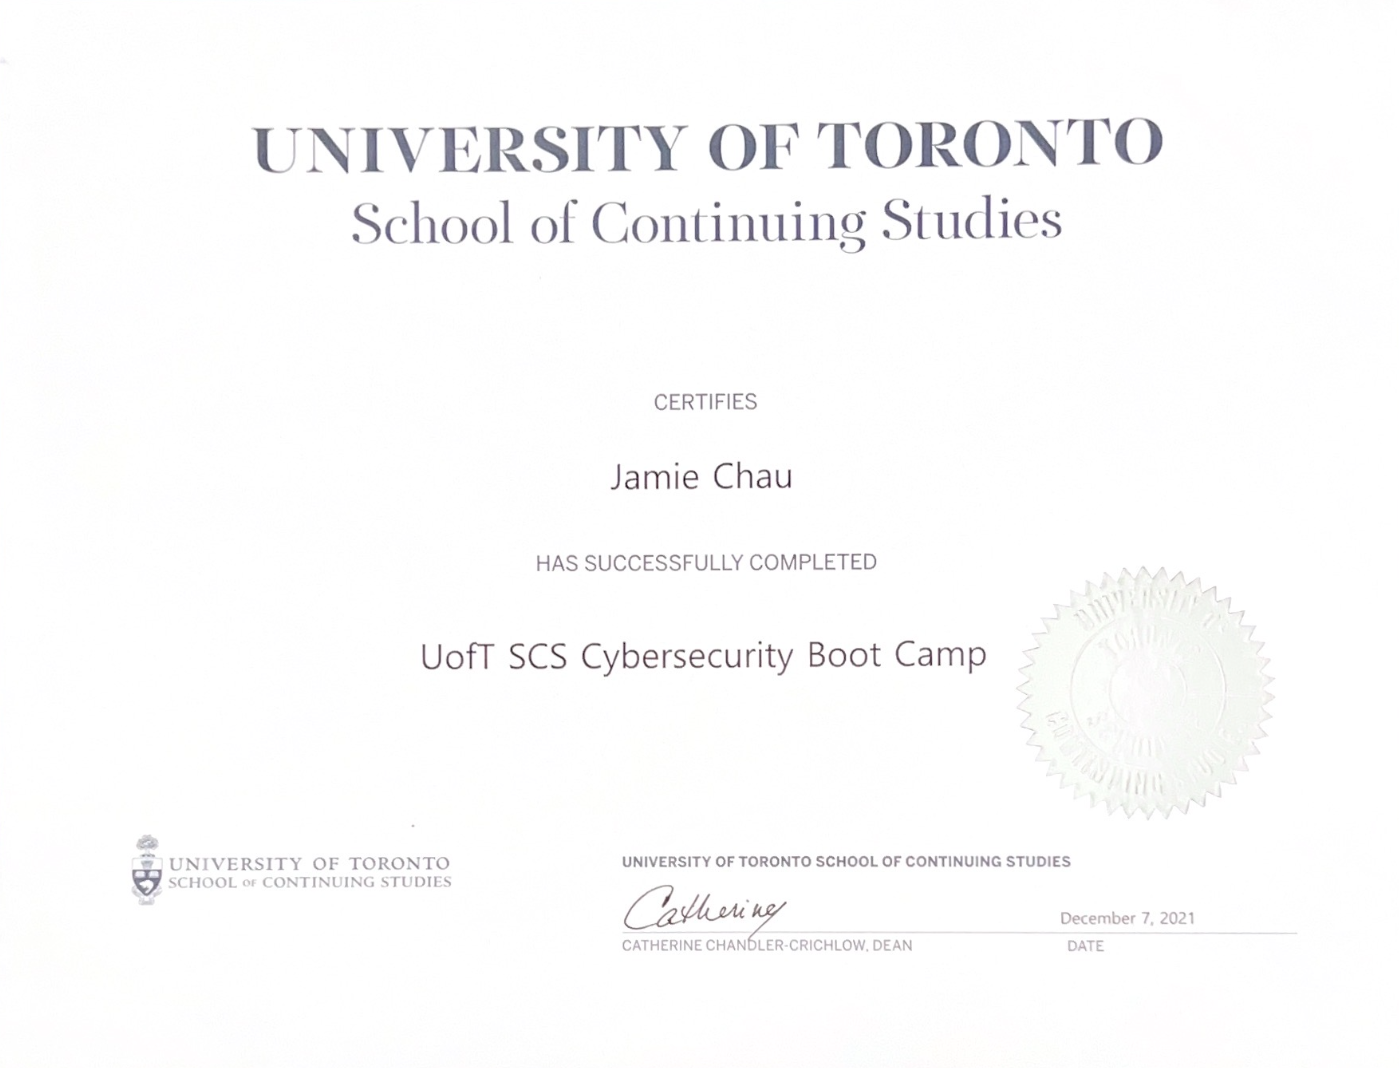 UNIVERSITY OF TORONTO
School of Continuing Studies
CERTIFIES
Jamie Chau
HAS SUCCESSFULLY COMPLETED
UofT SCS Cybersecurity Boot Camp
UNIVERSITY OF TORONTO
SCHOOL OF CONTINUING STUDIES
UNIVERSITY OF TORONTO SCHOOL OF CONTINUING STUDIES
Catherine
December 7, 2021
CATHERINE CHANDLER-CRICHLOW, DEAN
DATE